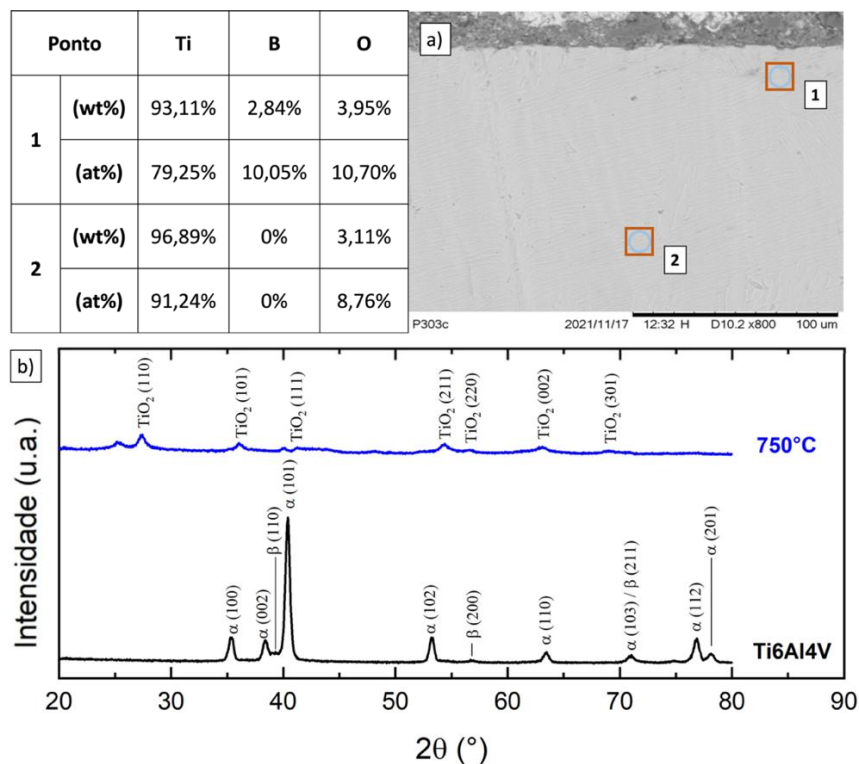 Ponto Ti B O
1 (wt%) 93,11% 2,84% 3,95%
(at%) 79,25% 10,05% 10,70%
2 (wt%) 96,89% 0% 3,11%
(at%) 91,24% 0% 8,76%
a)
1
2
P303c 2021/11/17 12:32 H D10.2 x800 100 um
b)
TiO2 (110)
TiO2 (101)
TiO2 (111)
TiO2 (211)
TiO2 (220)
TiO2 (002)
TiO2 (301)
750°C
α (100)
α (002)
β (110)
α (101)
α (102)
β (200)
α (110)
α (103) / β (211)
α (112)
α (201)
Ti6Al4V
Intensidade (u.a.)
20 30 40 50 60 70 80 90
2θ (°)